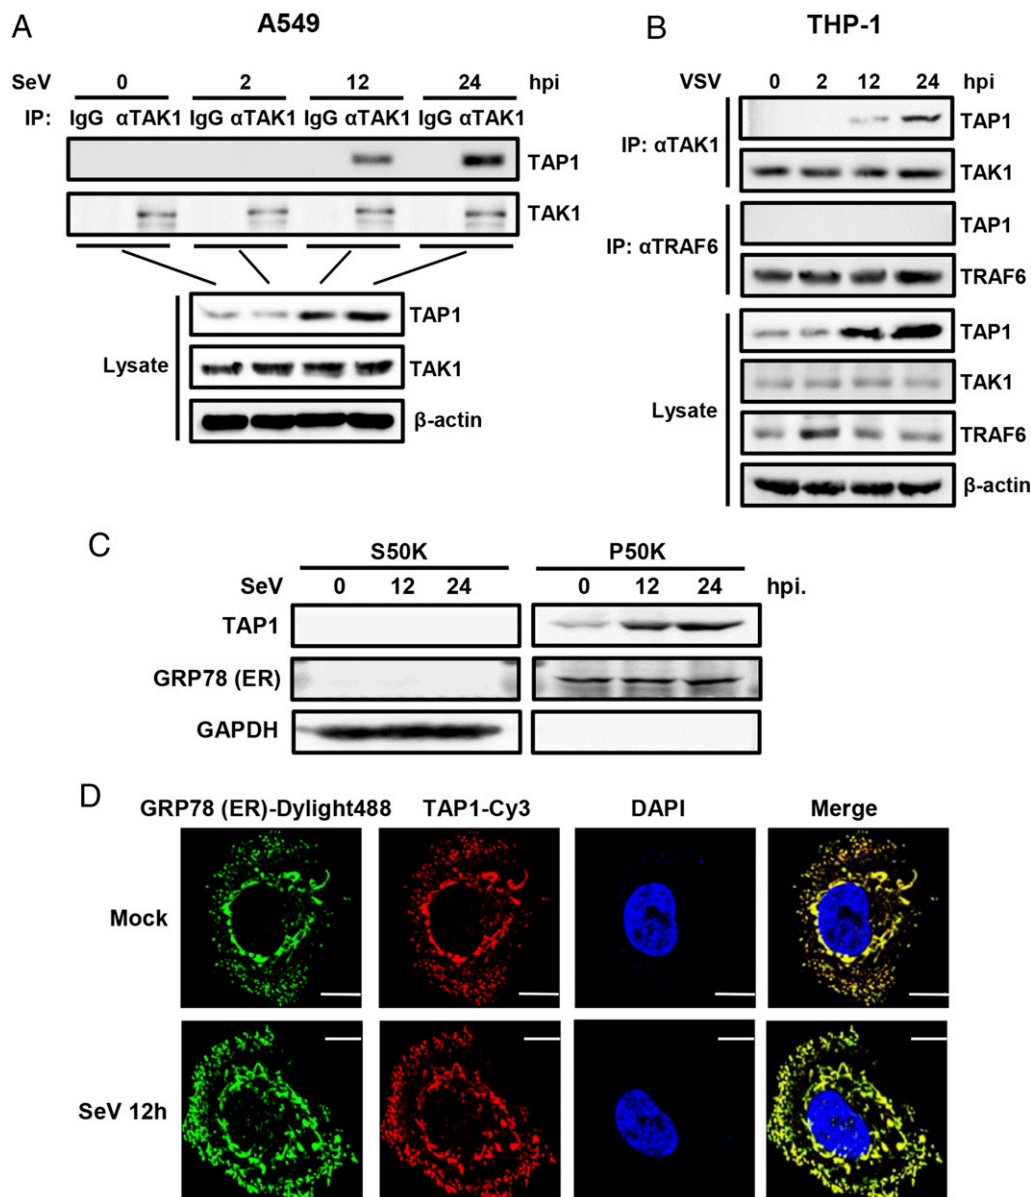 A
A549
SeV 0 2 12 24 hpi
IP: IgG αTAK1 IgG αTAK1 IgG αTAK1 IgG αTAK1
TAP1
TAK1
TAP1
Lysate TAK1
β-actin
B
THP-1
VSV 0 2 12 24 hpi
IP: αTAK1
TAP1
TAK1
IP: αTRAF6
TAP1
TRAF6
Lysate
TAP1
TAK1
TRAF6
β-actin
C
S50K P50K
SeV 0 12 24 0 12 24 hpi.
TAP1
GRP78 (ER)
GAPDH
D
GRP78 (ER)-Dylight488 TAP1-Cy3 DAPI Merge
Mock
SeV 12h